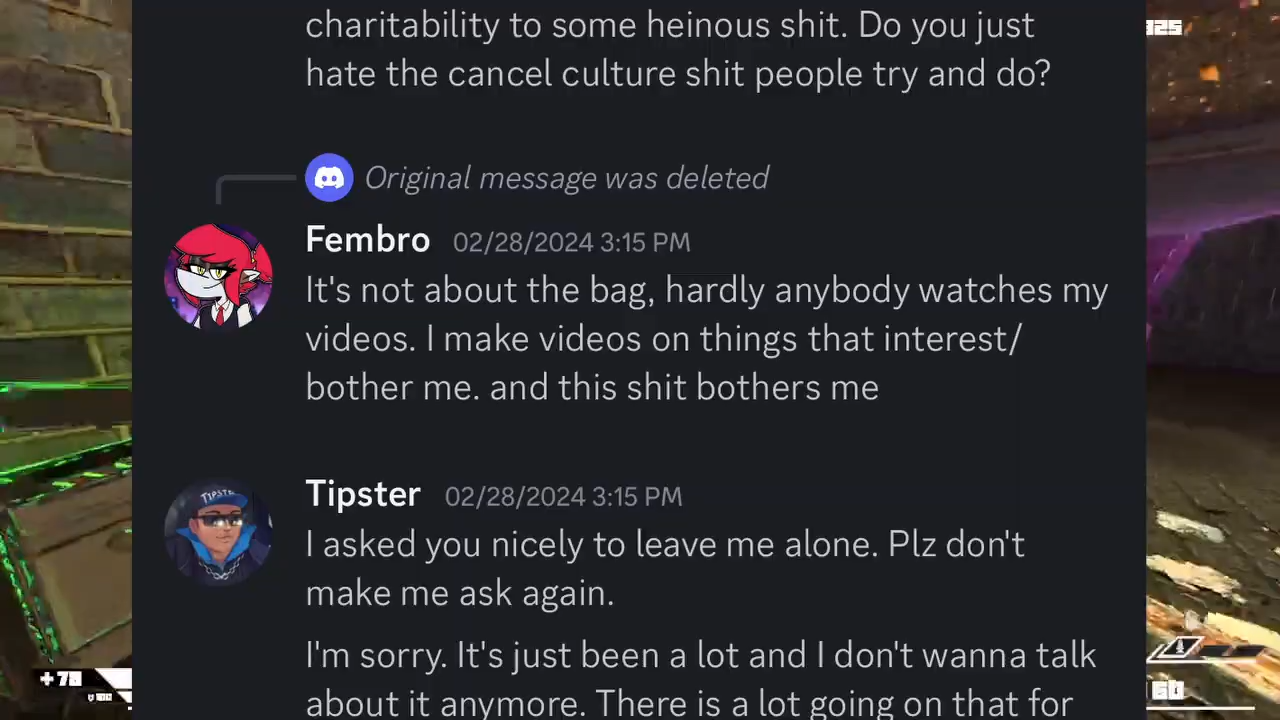 charitability to some heinous shit. Do you just
hate the cancel culture shit people try and do?
Original message was deleted
Fembro 02/28/2024 3:15 PM
It's not about the bag, hardly anybody watches my
videos. I make videos on things that interest/
bother me. and this shit bothers me
Tipster 02/28/2024 3:15 PM
TIPSTER
I asked you nicely to leave me alone. Plz don't
make me ask again.
I'm sorry. It's just been a lot and I don't wanna talk
about it anymore. There is a lot going on that for
+78